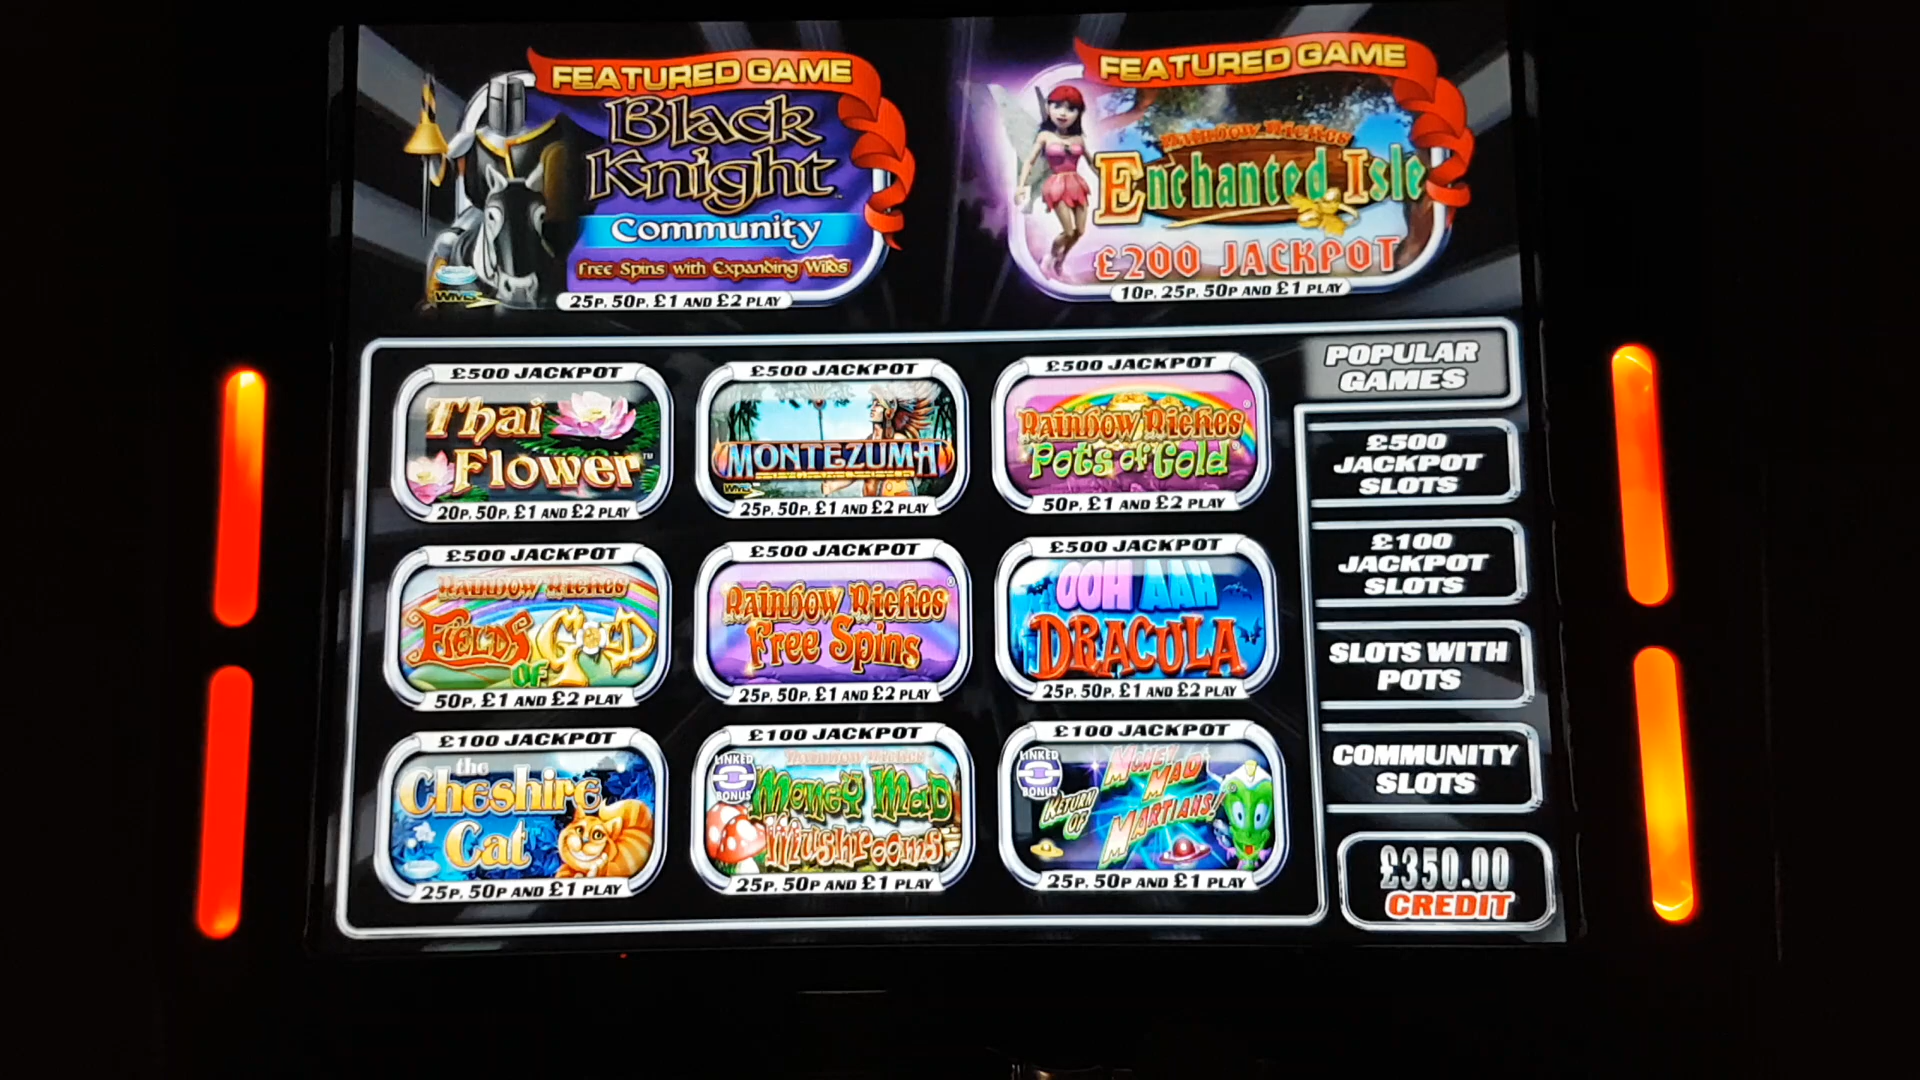 FEATURED GAME
Black
Knight
Community
Free Spins with Expanding Wilds
WMS
25P, 50P, £1 AND £2 PLAY
FEATURED GAME
Rainbow Riches
Enchanted Isle
£200 JACKPOT
10P, 25P, 50P AND £1 PLAY
£500 JACKPOT
Thai
Flower™
20P, 50P, £1 AND £2 PLAY
£500 JACKPOT
MONTEZUMA
WMS
25P, 50P, £1 AND £2 PLAY
£500 JACKPOT
Rainbow Riches®
Pots of Gold®
50P, £1 AND £2 PLAY
£500 JACKPOT
Rainbow Riches
FIELDS
OF GOLD
50P, £1 AND £2 PLAY
£500 JACKPOT
Rainbow Riches®
Free Spins
25P, 50P, £1 AND £2 PLAY
£500 JACKPOT
OOH AAH
DRACULA
25P, 50P, £1 AND £2 PLAY
£100 JACKPOT
the
Cheshire
Cat
25P, 50P AND £1 PLAY
£100 JACKPOT
LINKED
BONUS
Rainbow Riches
Money Mad
Mushrooms
25P, 50P AND £1 PLAY
£100 JACKPOT
LINKED
BONUS
RETURN
OF
MONEY
MAD
MARTIANS!
25P, 50P AND £1 PLAY
POPULAR
GAMES
£500
JACKPOT
SLOTS
£100
JACKPOT
SLOTS
SLOTS WITH
POTS
COMMUNITY
SLOTS
£350.00
CREDIT